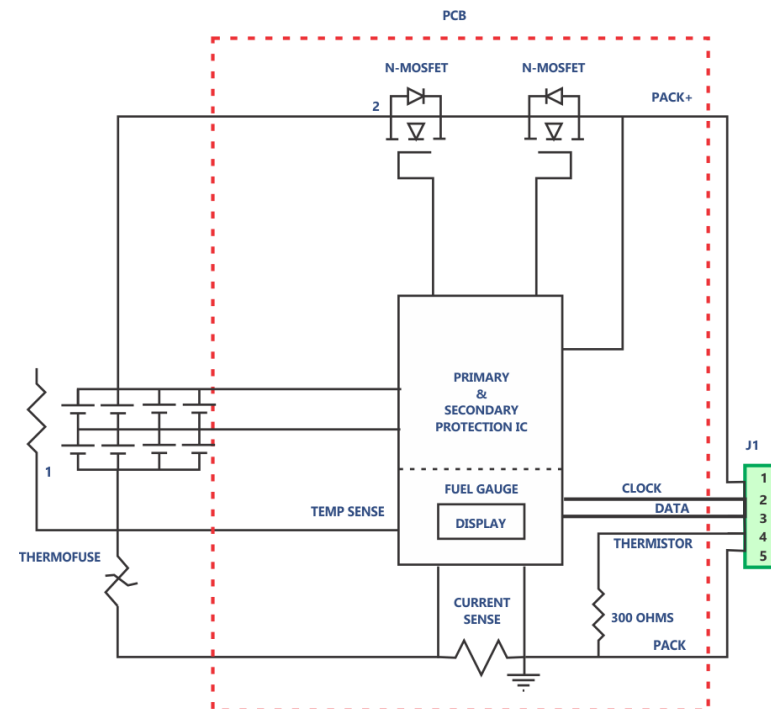 PCB
N-MOSFET
N-MOSFET
2
PACK+
PRIMARY
&
SECONDARY
PROTECTION IC
J1
1
1
FUEL GAUGE
CLOCK
2
TEMP SENSE
DISPLAY
DATA
3
THERMISTOR
4
THERMOFUSE
5
CURRENT
SENSE
300 OHMS
PACK